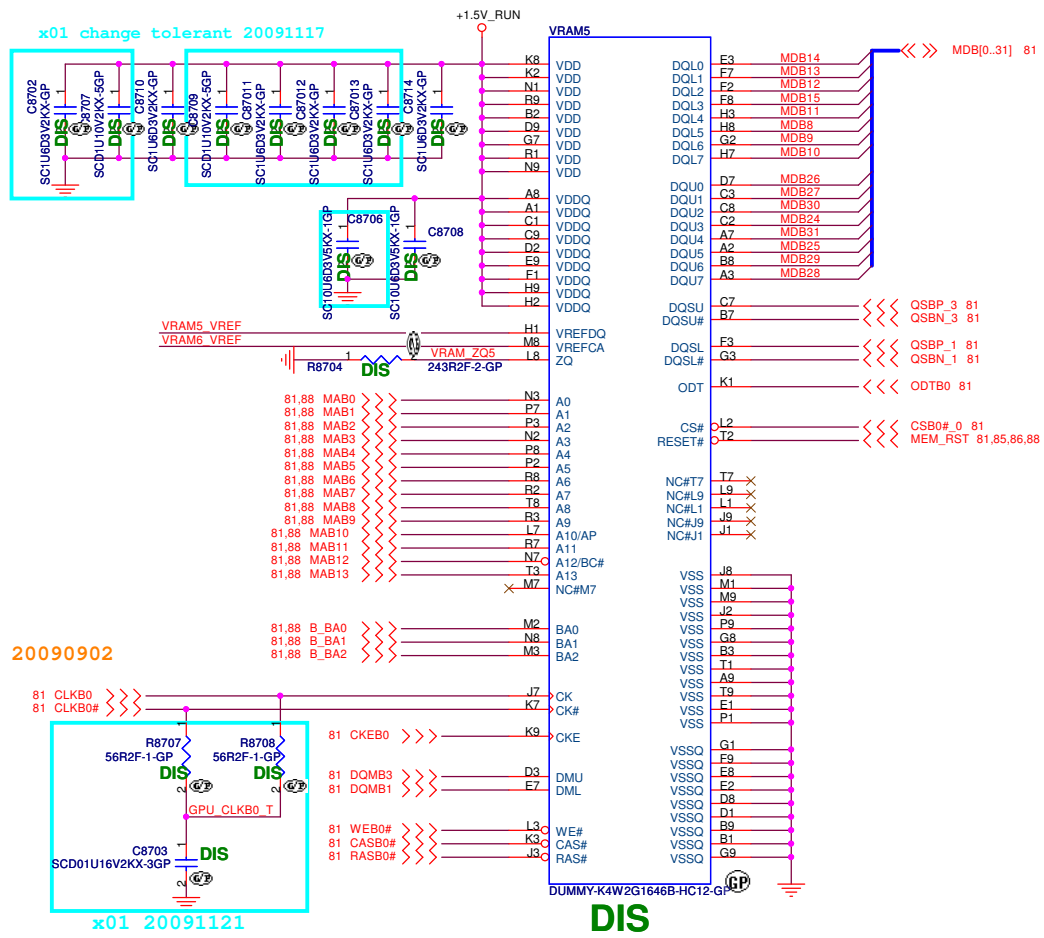 +1.5V_RUN
x01 change tolerant 20091117
VRAM5
C8702
SC1U6D3V2KX-GP
DIS
C8707
SCD1U10V2KX-5GP
DIS
C8710
SC1U6D3V2KX-GP
DIS
C8709
SCD1U10V2KX-5GP
DIS
C87011
SC1U6D3V2KX-GP
DIS
C87012
SC1U6D3V2KX-GP
DIS
C87013
SC1U6D3V2KX-GP
DIS
C8714
SC1U6D3V2KX-GP
DIS
K8 VDD
K2 VDD
N1 VDD
R9 VDD
B2 VDD
D9 VDD
G7 VDD
R1 VDD
N9 VDD
A8 VDDQ
A1 VDDQ
C1 VDDQ
C9 VDDQ
D2 VDDQ
E9 VDDQ
F1 VDDQ
H9 VDDQ
H2 VDDQ
C8706
SC10U6D3V5KX-1GP
DIS
C8708
SC10U6D3V5KX-1GP
DIS
VRAM5_VREF H1 VREFDQ
VRAM6_VREF M8 VREFCA
R8704 1 2 VRAM_ZQ5 L8 ZQ
DIS 243R2F-2-GP
81,88 MAB0 N3 A0
81,88 MAB1 P7 A1
81,88 MAB2 P3 A2
81,88 MAB3 N2 A3
81,88 MAB4 P8 A4
81,88 MAB5 P2 A5
81,88 MAB6 R8 A6
81,88 MAB7 R2 A7
81,88 MAB8 T8 A8
81,88 MAB9 R3 A9
81,88 MAB10 L7 A10/AP
81,88 MAB11 R7 A11
81,88 MAB12 N7 A12/BC#
81,88 MAB13 T3 A13
M7 NC#M7
81,88 B_BA0 M2 BA0
81,88 B_BA1 N8 BA1
81,88 B_BA2 M3 BA2
20090902
81 CLKB0 J7 CK
81 CLKB0# K7 CK#
81 CKEB0 K9 CKE
81 DQMB3 D3 DMU
81 DQMB1 E7 DML
81 WEB0# L3 WE#
81 CASB0# K3 CAS#
81 RASB0# J3 RAS#
R8707 1 2
56R2F-1-GP
DIS
R8708 1 2
56R2F-1-GP
DIS
GPU_CLKB0_T
C8703 1 2
SCD01U16V2KX-3GP
DIS
x01 20091121
DQL0 E3 MDB14
DQL1 F7 MDB13
DQL2 F2 MDB12
DQL3 F8 MDB15
DQL4 H3 MDB11
DQL5 H8 MDB8
DQL6 G2 MDB9
DQL7 H7 MDB10
MDB[0..31] 81
DQU0 D7 MDB26
DQU1 C3 MDB27
DQU2 C8 MDB30
DQU3 C2 MDB24
DQU4 A7 MDB31
DQU5 A2 MDB25
DQU6 B8 MDB29
DQU7 A3 MDB28
DQSU C7 QSBP_3 81
DQSU# B7 QSBN_3 81
DQSL F3 QSBP_1 81
DQSL# G3 QSBN_1 81
ODT K1 ODTB0 81
CS# L2 CSB0#_0 81
RESET# T2 MEM_RST 81,85,86,88
NC#T7 T7
NC#L9 L9
NC#L1 L1
NC#J9 J9
NC#J1 J1
VSS J8
VSS M1
VSS M9
VSS J2
VSS P9
VSS G8
VSS B3
VSS T1
VSS A9
VSS T9
VSS E1
VSS P1
VSSQ G1
VSSQ F9
VSSQ E8
VSSQ E2
VSSQ D8
VSSQ D1
VSSQ B9
VSSQ B1
VSSQ G9
DUMMY-K4W2G1646B-HC12-GP
GP
DIS